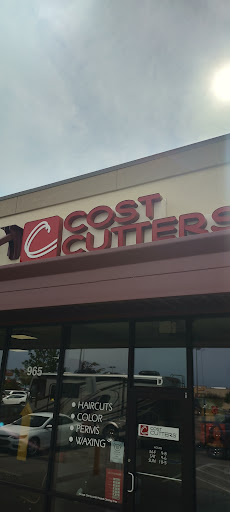 C COST
CUTTERS
965
• HAIRCUTS
• COLOR
• PERMS
• WAXING
C COST
CUTTERS